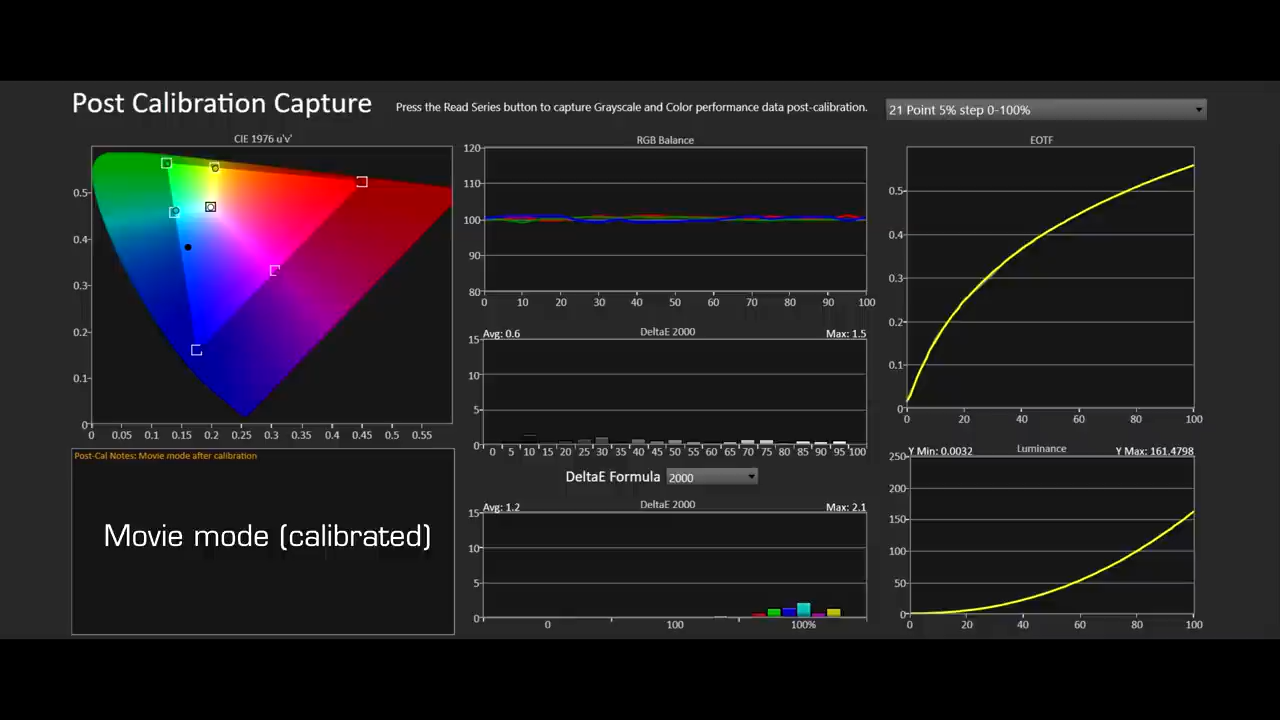 Post Calibration Capture
Press the Read Series button to capture Grayscale and Color performance data post-calibration.
21 Point 5% step 0-100%
CIE 1976 u'v'
0.5
0.4
0.3
0.2
0.1
0
0 0.05 0.1 0.15 0.2 0.25 0.3 0.35 0.4 0.45 0.5 0.55
RGB Balance
120
110
100
90
80
0 10 20 30 40 50 60 70 80 90 100
EOTF
0.5
0.4
0.3
0.2
0.1
0
0 20 40 60 80 100
Avg: 0.6 DeltaE 2000 Max: 1.5
15
10
5
0
0 5 10 15 20 25 30 35 40 45 50 55 60 65 70 75 80 85 90 95 100
DeltaE Formula 2000
Avg: 1.2 DeltaE 2000 Max: 2.1
15
10
5
0
0 100 100%
Y Min: 0.0032 Luminance Y Max: 161.4798
250
200
150
100
50
0
0 20 40 60 80 100
Post-Cal Notes: Movie mode after calibration
Movie mode (calibrated)